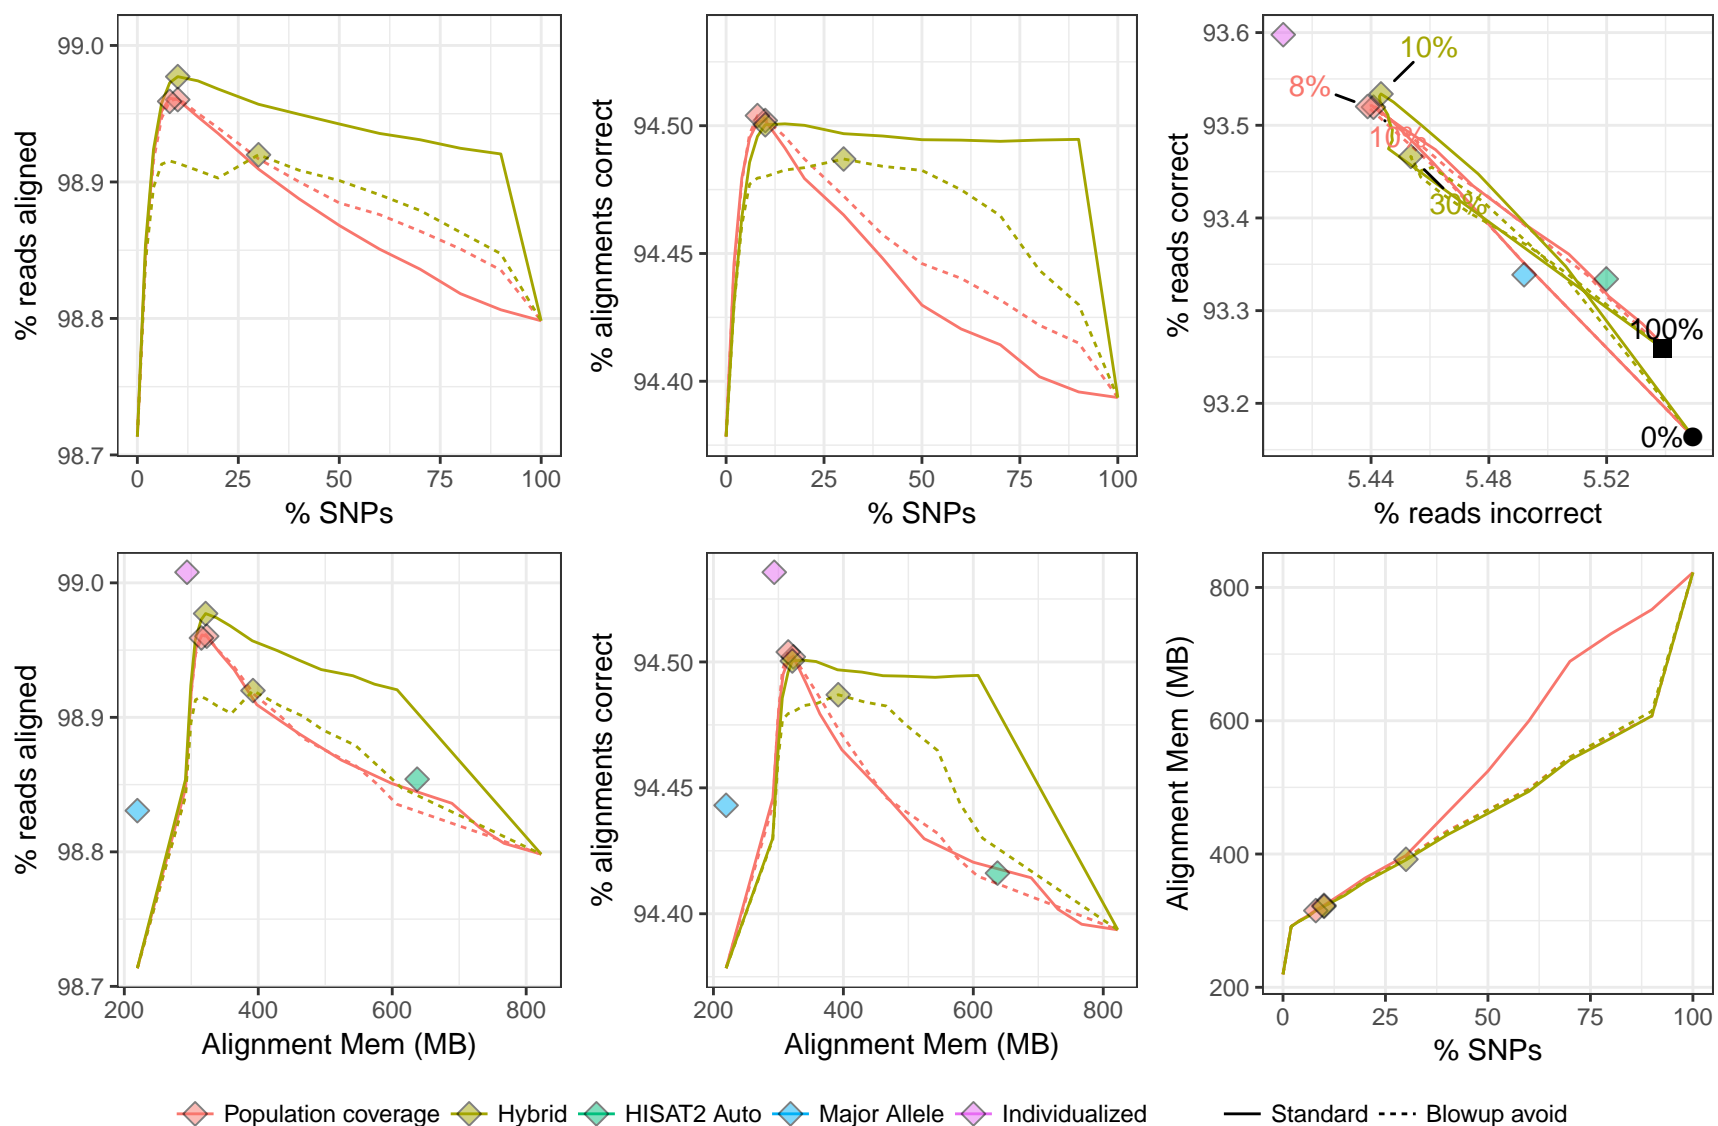 99.0
98.9
98.8
98.7
0
25
50
75
100
% SNPs
% reads aligned
94.50
94.45
94.40
0
25
50
75
100
% SNPs
% alignments correct
93.6
93.5
93.4
93.3
93.2
5.44
5.48
5.52
% reads incorrect
% reads correct
10%
8%
10%
30%
100%
0%
99.0
98.9
98.8
98.7
200
400
600
800
Alignment Mem (MB)
% reads aligned
94.50
94.45
94.40
200
400
600
800
Alignment Mem (MB)
% alignments correct
800
600
400
200
0
25
50
75
100
% SNPs
Alignment Mem (MB)
Population coverage
Hybrid
HISAT2 Auto
Major Allele
Individualized
Standard
Blowup avoid